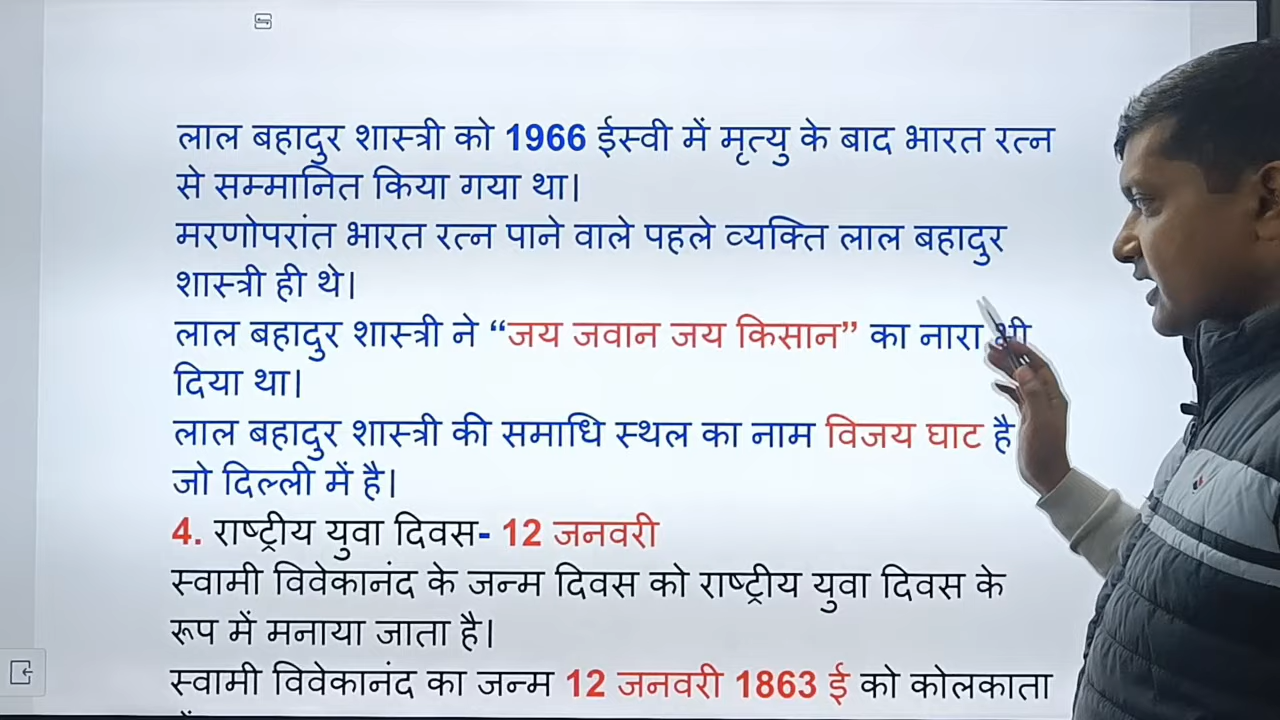 लाल बहादुर शास्त्री को 1966 ईस्वी में मृत्यु के बाद भारत रत्न
से सम्मानित किया गया था।
मरणोपरांत भारत रत्न पाने वाले पहले व्यक्ति लाल बहादुर
शास्त्री ही थे।
लाल बहादुर शास्त्री ने “जय जवान जय किसान” का नारा भी
दिया था।
लाल बहादुर शास्त्री की समाधि स्थल का नाम विजय घाट है
जो दिल्ली में है।
4. राष्ट्रीय युवा दिवस- 12 जनवरी
स्वामी विवेकानंद के जन्म दिवस को राष्ट्रीय युवा दिवस के
रूप में मनाया जाता है।
स्वामी विवेकानंद का जन्म 12 जनवरी 1863 ई को कोलकाता